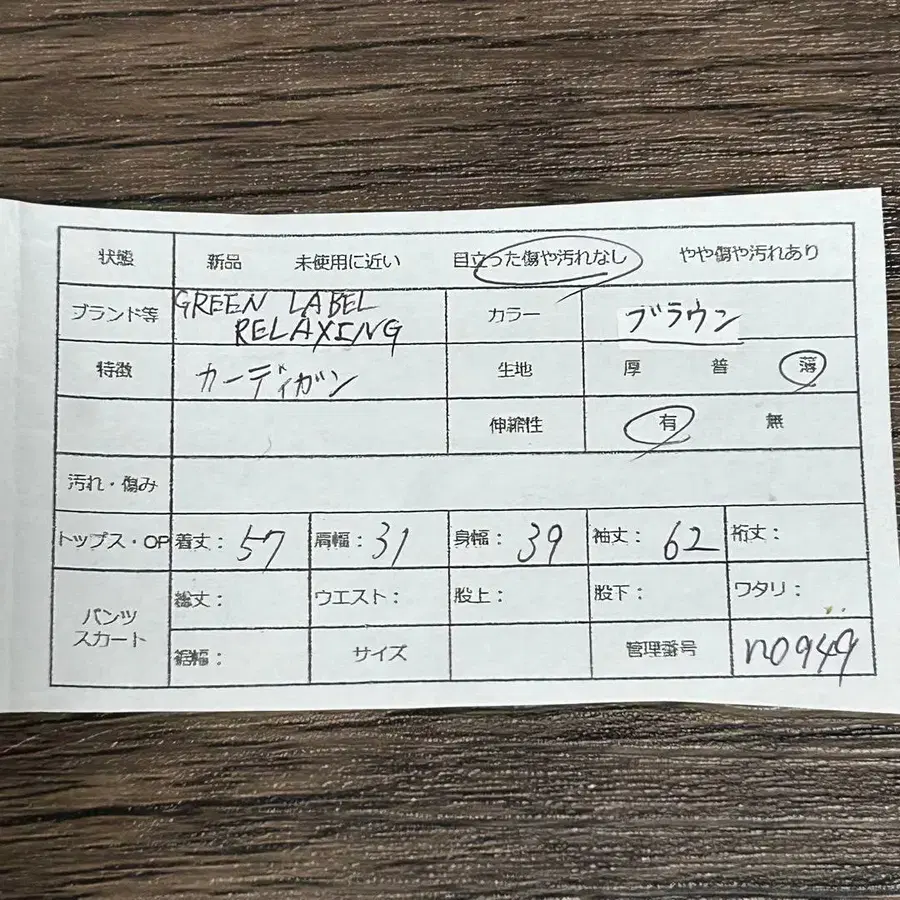 状態 新品 未使用に近い 目立った傷や汚れなし やや傷や汚れあり
ブランド等 GREEN LABEL RELAXING カラー ブラウン
特徴 カーディガン 生地 厚 普 薄
伸縮性 有 無
汚れ・傷み
トップス・OP 着丈: 57 肩幅: 31 身幅: 39 袖丈: 62 裄丈:
パンツ スカート 総丈: ウエスト: 股上: 股下: ワタリ:
裾幅: サイズ 管理番号 n0949